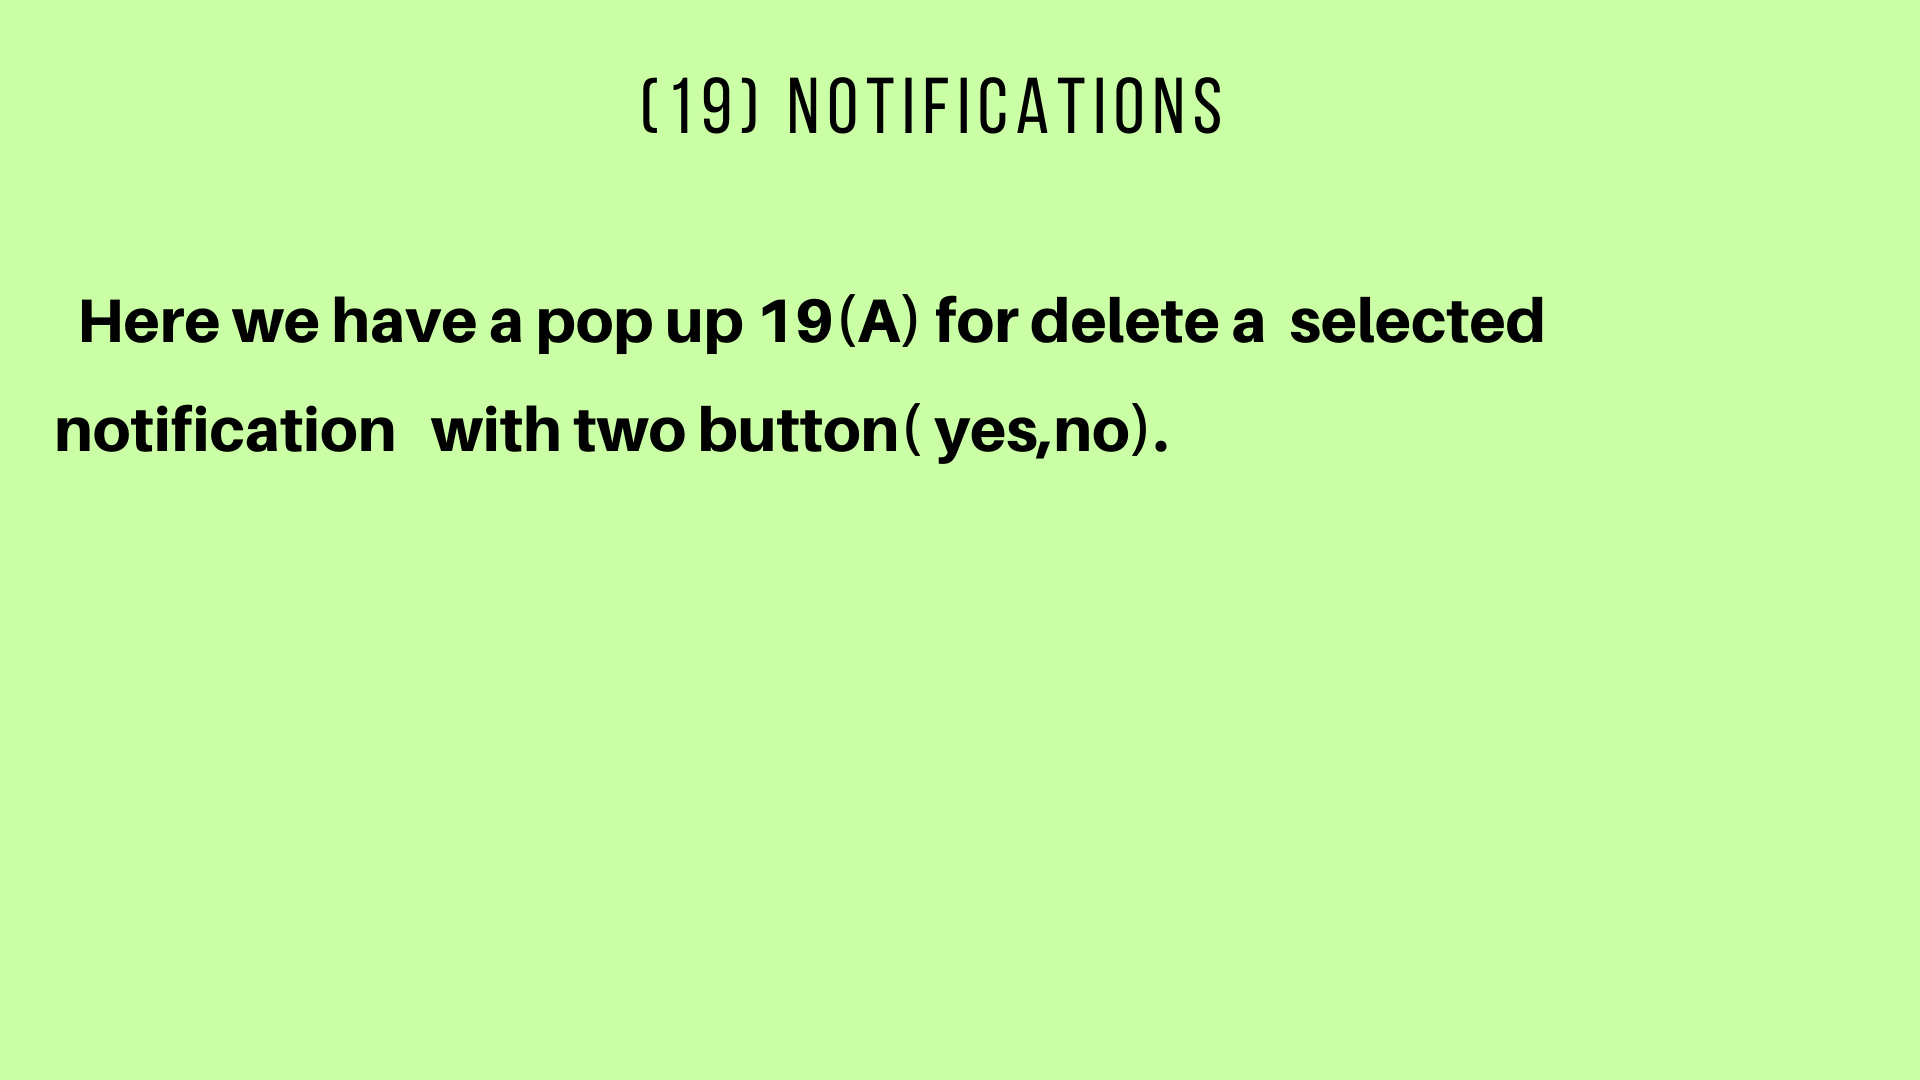 (19) NOTIFICATIONS
Here we have a pop up 19(A) for delete a selected
notification with two button( yes,no).